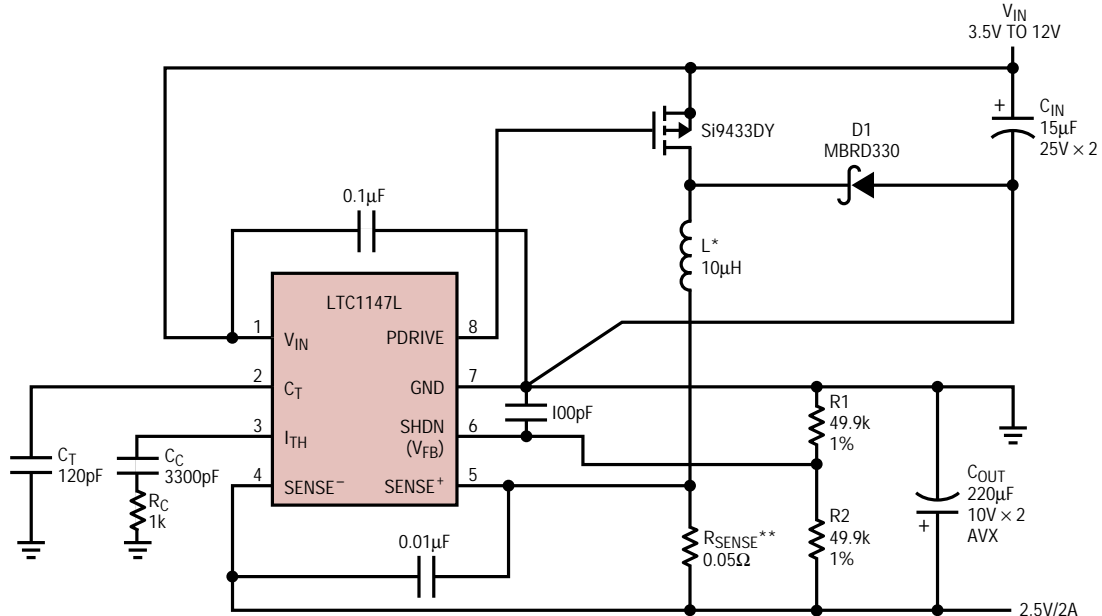 VIN
3.5V TO 12V
CIN
15µF
25V × 2
Si9433DY
D1
MBRD330
0.1µF
L*
10µH
LTC1147L
1
VIN
PDRIVE
8
2
CT
GND
7
3
ITH
SHDN
(VFB)
6
4
SENSE–
SENSE+
5
I00pF
R1
49.9k
1%
CT
120pF
CC
3300pF
RC
1k
COUT
220µF
10V × 2
AVX
+
+
R2
49.9k
1%
RSENSE**
0.05Ω
0.01µF
2.5V/2A